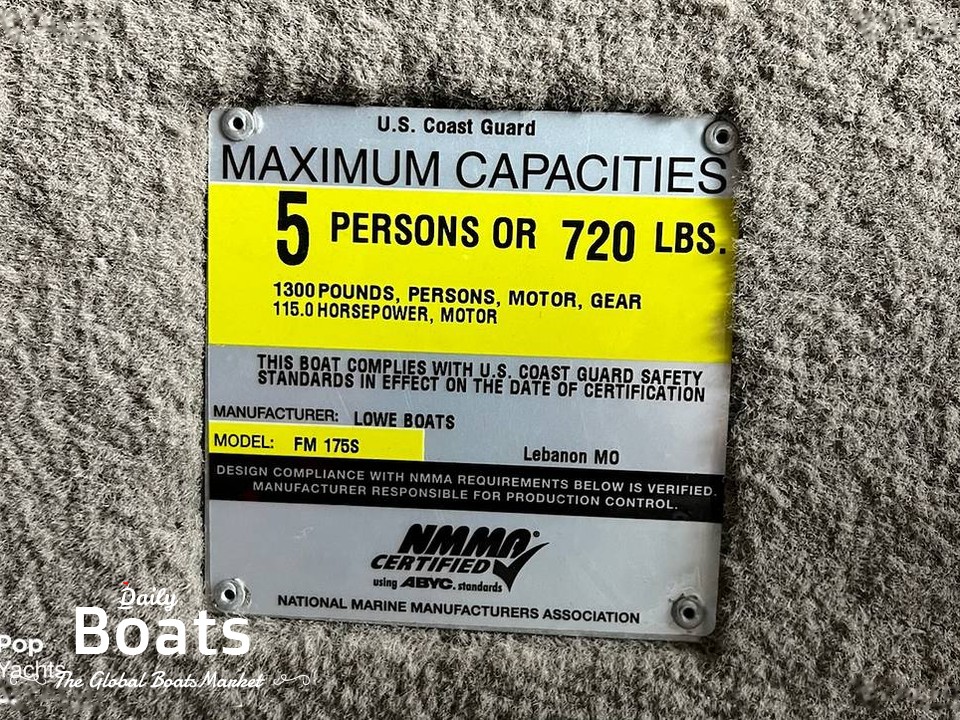 U.S. Coast Guard
MAXIMUM CAPACITIES
5 PERSONS OR 720 LBS.
1300 POUNDS, PERSONS, MOTOR, GEAR
115.0 HORSEPOWER, MOTOR
THIS BOAT COMPLIES WITH U.S. COAST GUARD SAFETY
STANDARDS IN EFFECT ON THE DATE OF CERTIFICATION
MANUFACTURER: LOWE BOATS
MODEL: FM 175S
Lebanon MO
DESIGN COMPLIANCE WITH NMMA REQUIREMENTS BELOW IS VERIFIED.
MANUFACTURER RESPONSIBLE FOR PRODUCTION CONTROL.
NMMA
CERTIFIED
using ABYC. standards
NATIONAL MARINE MANUFACTURERS ASSOCIATION
Daily
Boats
The Global BoatsMarket
Pop
Yachts